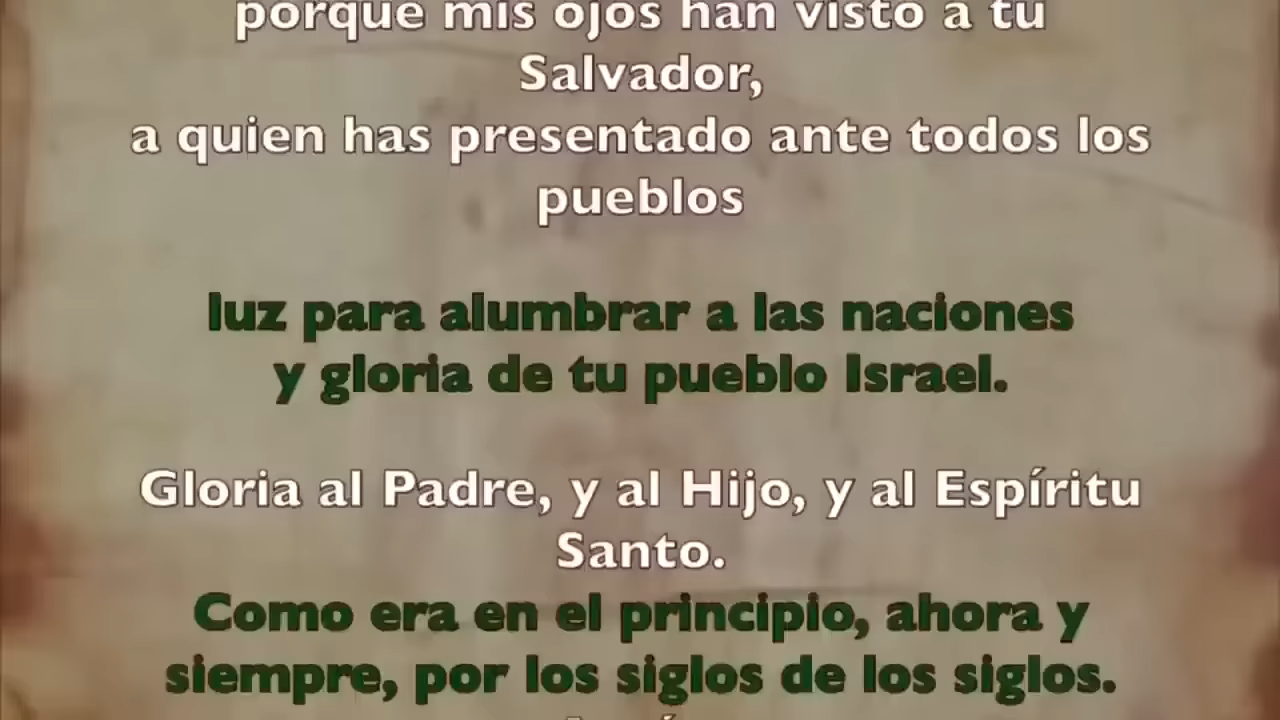 porque mis ojos han visto a tu
Salvador,
a quien has presentado ante todos los
pueblos
luz para alumbrar a las naciones
y gloria de tu pueblo Israel.
Gloria al Padre, y al Hijo, y al Espíritu
Santo.
Como era en el principio, ahora y
siempre, por los siglos de los siglos.